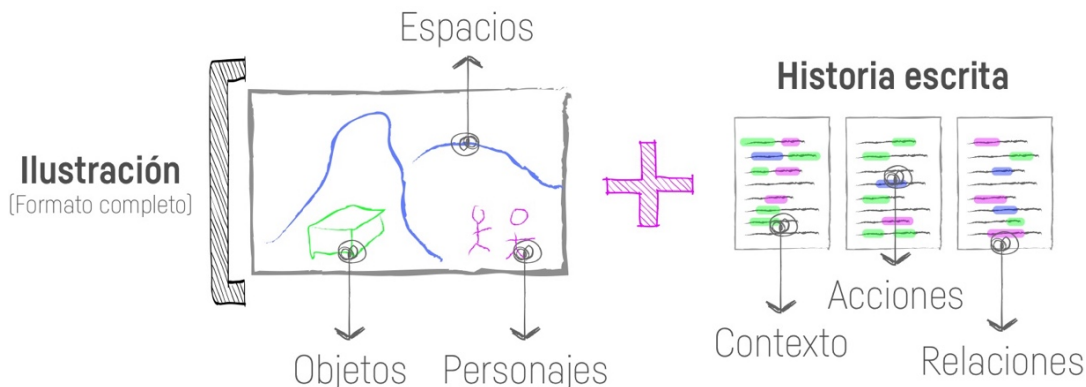 Espacios
Historia escrita
Ilustración
(Formato completo)
Acciones
Contexto
Objetos
Personajes
Relaciones